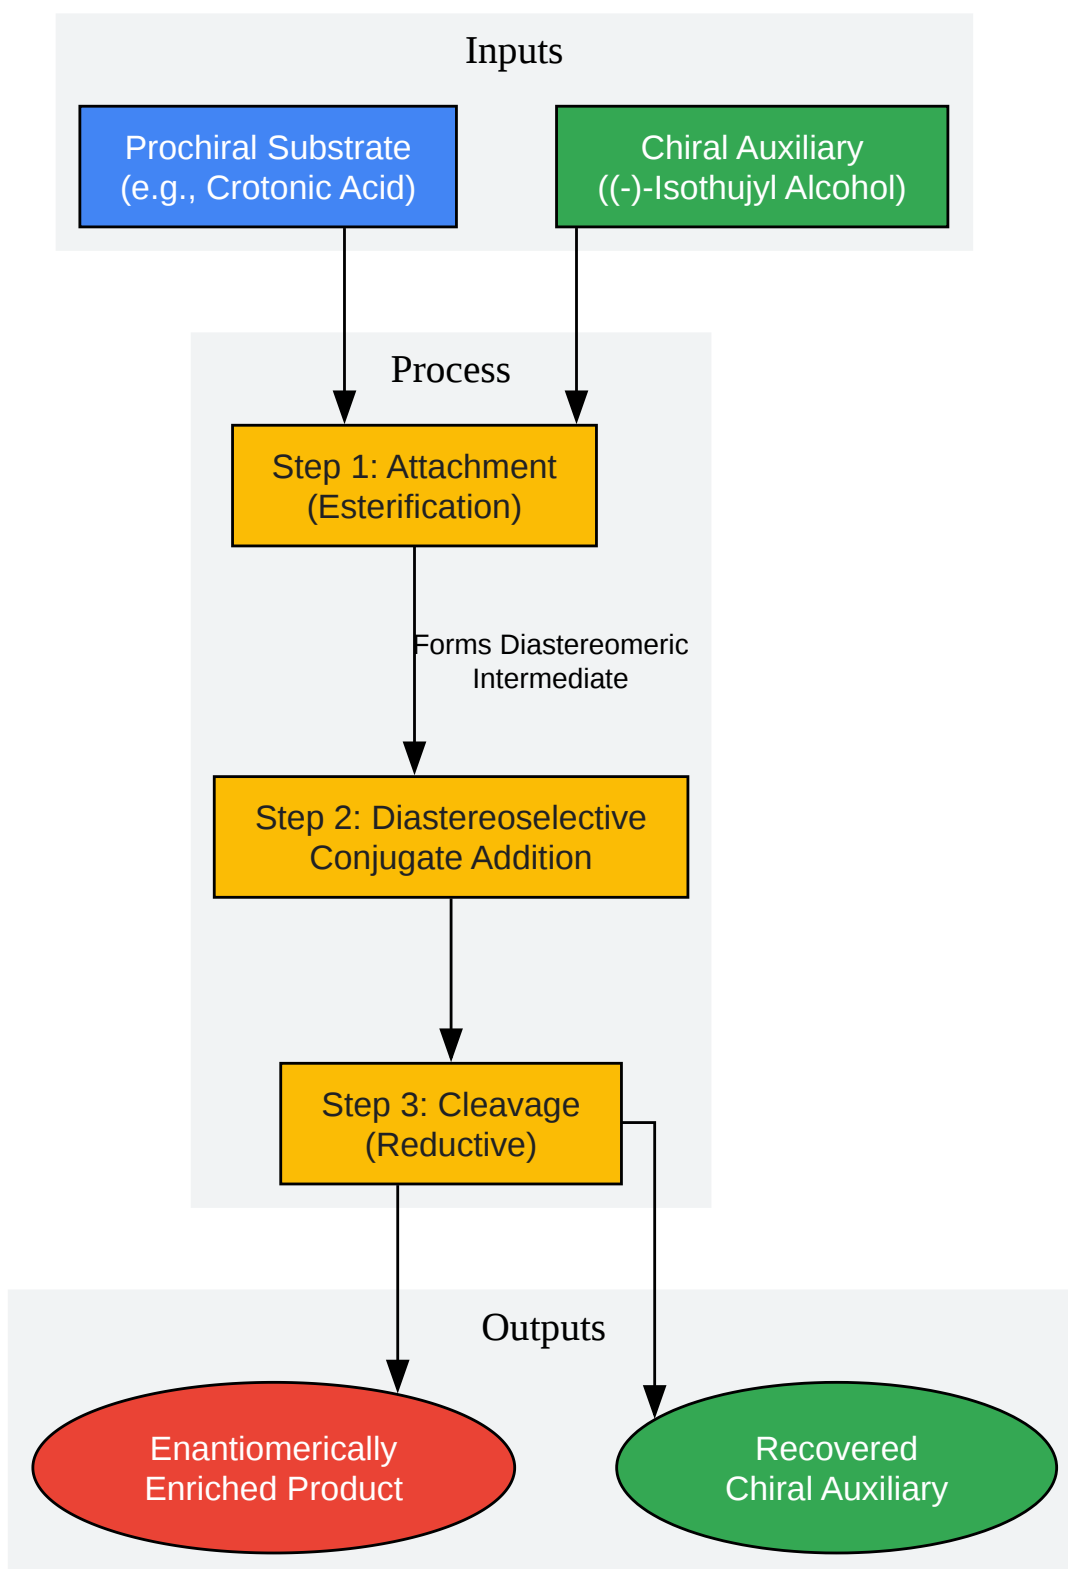 Inputs
Prochiral Substrate
(e.g., Crotonic Acid)
Chiral Auxiliary
((-)-Isothujyl Alcohol)
Process
Step 1: Attachment
(Esterification)
Forms Diastereomeric
Intermediate
Step 2: Diastereoselective
Conjugate Addition
Step 3: Cleavage
(Reductive)
Outputs
Enantiomerically
Enriched Product
Recovered
Chiral Auxiliary